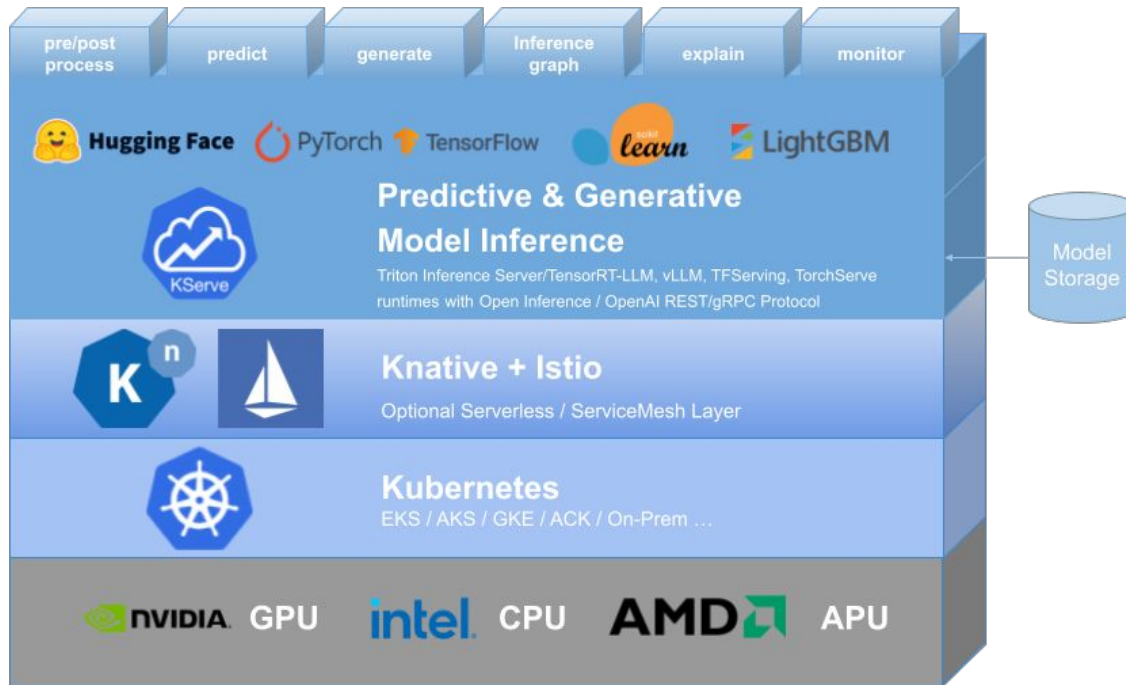 pre/post
process
predict
generate
Inference
graph
explain
monitor
Hugging Face
PyTorch
TensorFlow
scikit
learn
LightGBM
KServe
Predictive & Generative
Model Inference
Triton Inference Server/TensorRT-LLM, vLLM, TFServing, TorchServe
runtimes with Open Inference / OpenAI REST/gRPC Protocol
Model
Storage
K
n
Knative + Istio
Optional Serverless / ServiceMesh Layer
Kubernetes
EKS / AKS / GKE / ACK / On-Prem …
NVIDIA. GPU
intel. CPU
AMD APU